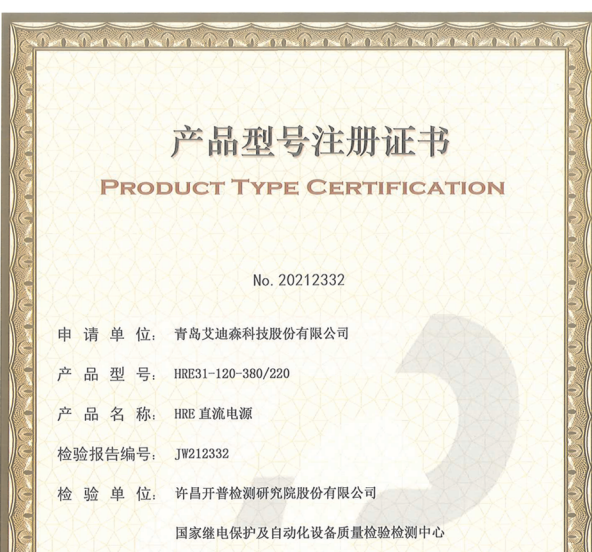 产品型号注册证书
PRODUCT TYPE CERTIFICATION
No. 20212332
申请单位: 青岛艾迪森科技股份有限公司
产品型号: HRE31-120-380/220
产品名称: HRE 直流电源
检验报告编号: JW212332
检验单位: 许昌开普检测研究院股份有限公司
国家继电保护及自动化设备质量检验检测中心